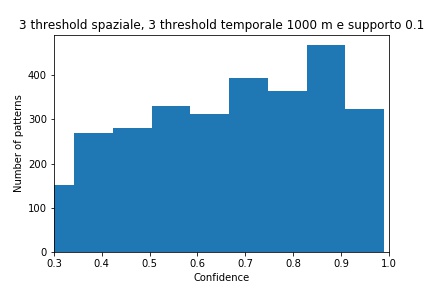 3 threshold spaziale, 3 threshold temporale 1000 m e supporto 0.1
400
300
200
100
0
Number of patterns
0.3 0.4 0.5 0.6 0.7 0.8 0.9 1.0
Confidence